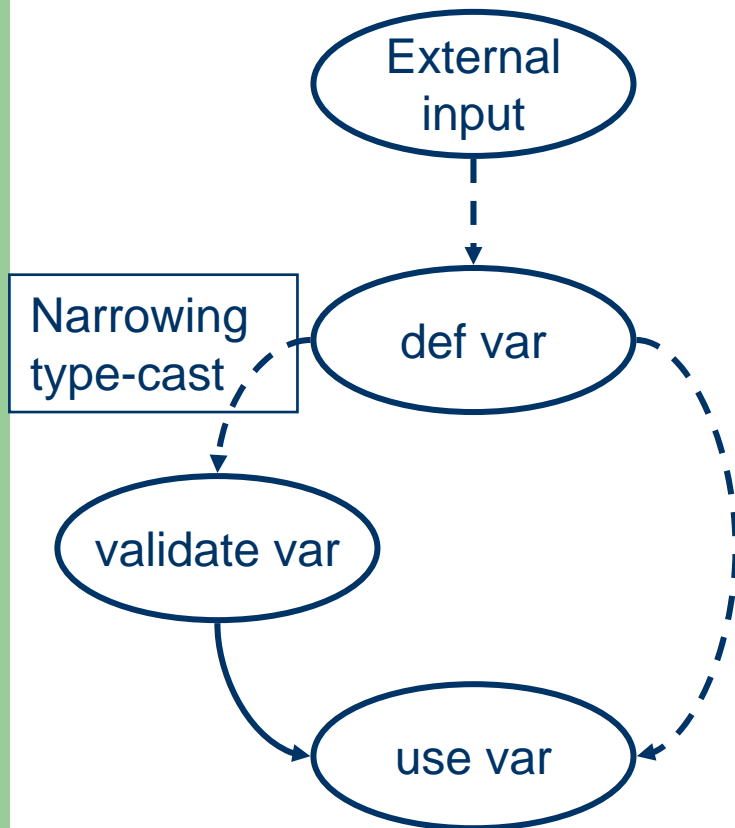 External
input
def var
Narrowing
type-cast
validate var
use var